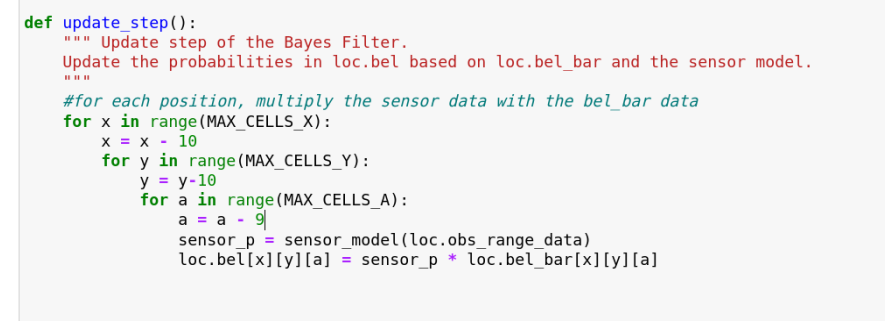 def update_step():
    """ Update step of the Bayes Filter.
    Update the probabilities in loc.bel based on loc.bel_bar and the sensor model.
    """
    #for each position, multiply the sensor data with the bel_bar data
    for x in range(MAX_CELLS_X):
        x = x - 10
        for y in range(MAX_CELLS_Y):
            y = y-10
            for a in range(MAX_CELLS_A):
                a = a - 9
                sensor_p = sensor_model(loc.obs_range_data)
                loc.bel[x][y][a] = sensor_p * loc.bel_bar[x][y][a]